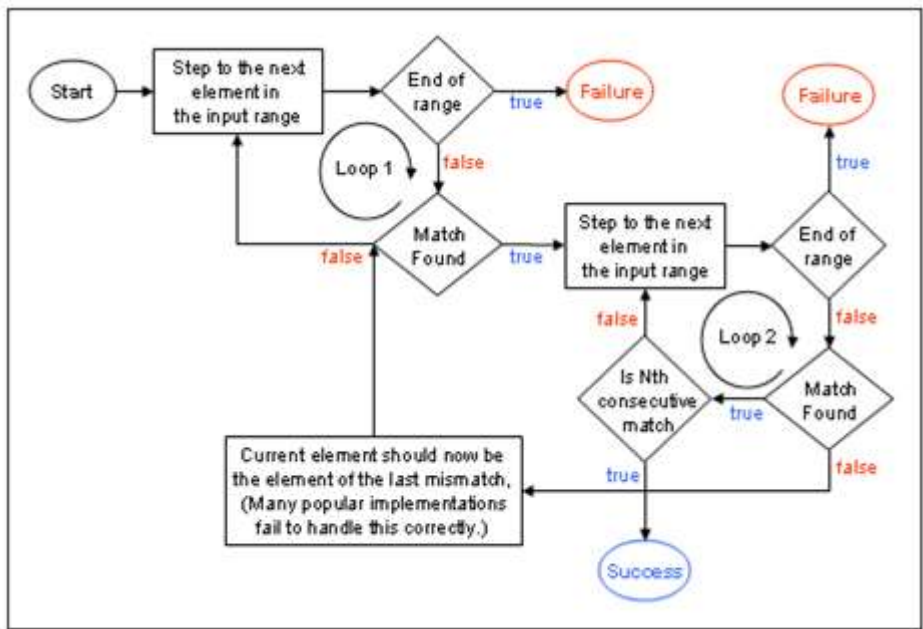 Start
Step to the next
element in
the input range
End of
range
true
Failure
false
Loop 1
Match
Found
false
true
Step to the next
element in
the input range
End of
range
true
Failure
false
Loop 2
Match
Found
true
false
Is Nth
consecutive
match
false
true
Success
Current element should now be
the element of the last mismatch,
(Many popular implementations
fail to handle this correctly.)